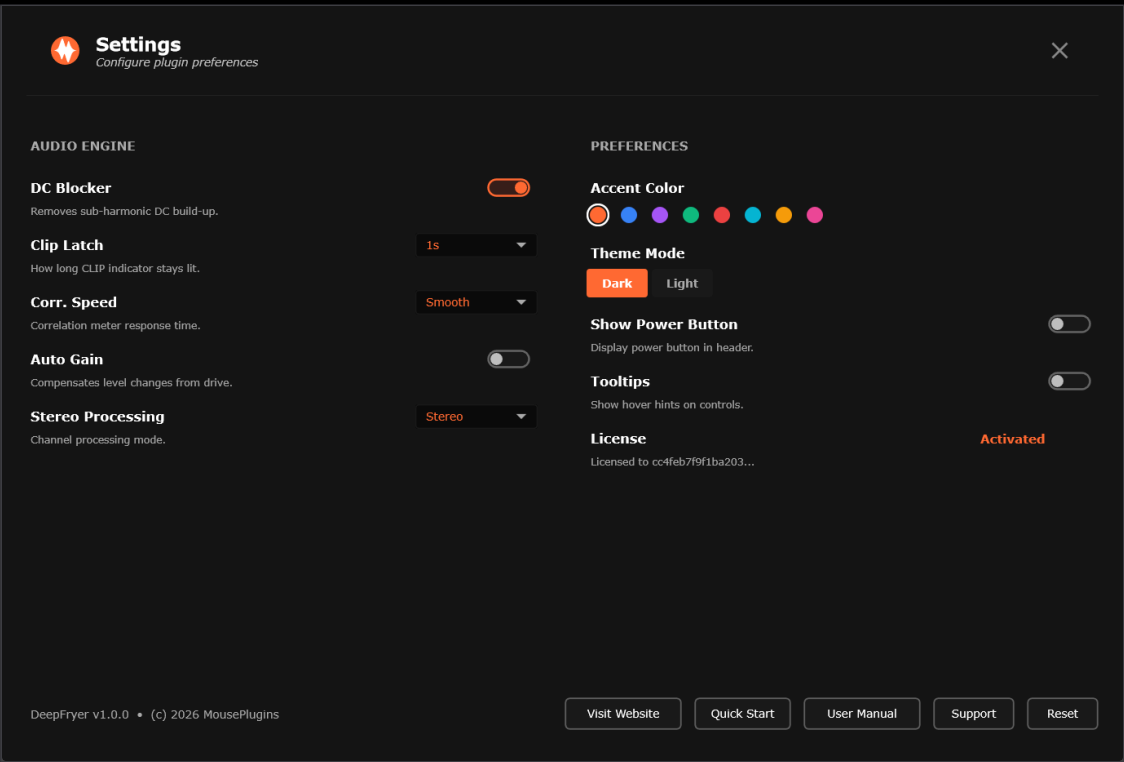 Settings
Configure plugin preferences
AUDIO ENGINE
DC Blocker
Removes sub-harmonic DC build-up.
Clip Latch
1s
How long CLIP indicator stays lit.
Corr. Speed
Smooth
Correlation meter response time.
Auto Gain
Compensates level changes from drive.
Stereo Processing
Stereo
Channel processing mode.
PREFERENCES
Accent Color
Theme Mode
Dark Light
Show Power Button
Display power button in header.
Tooltips
Show hover hints on controls.
License Activated
Licensed to cc4feb7f9f1ba203...
DeepFryer v1.0.0 • (c) 2026 MousePlugins
Visit Website Quick Start User Manual Support Reset